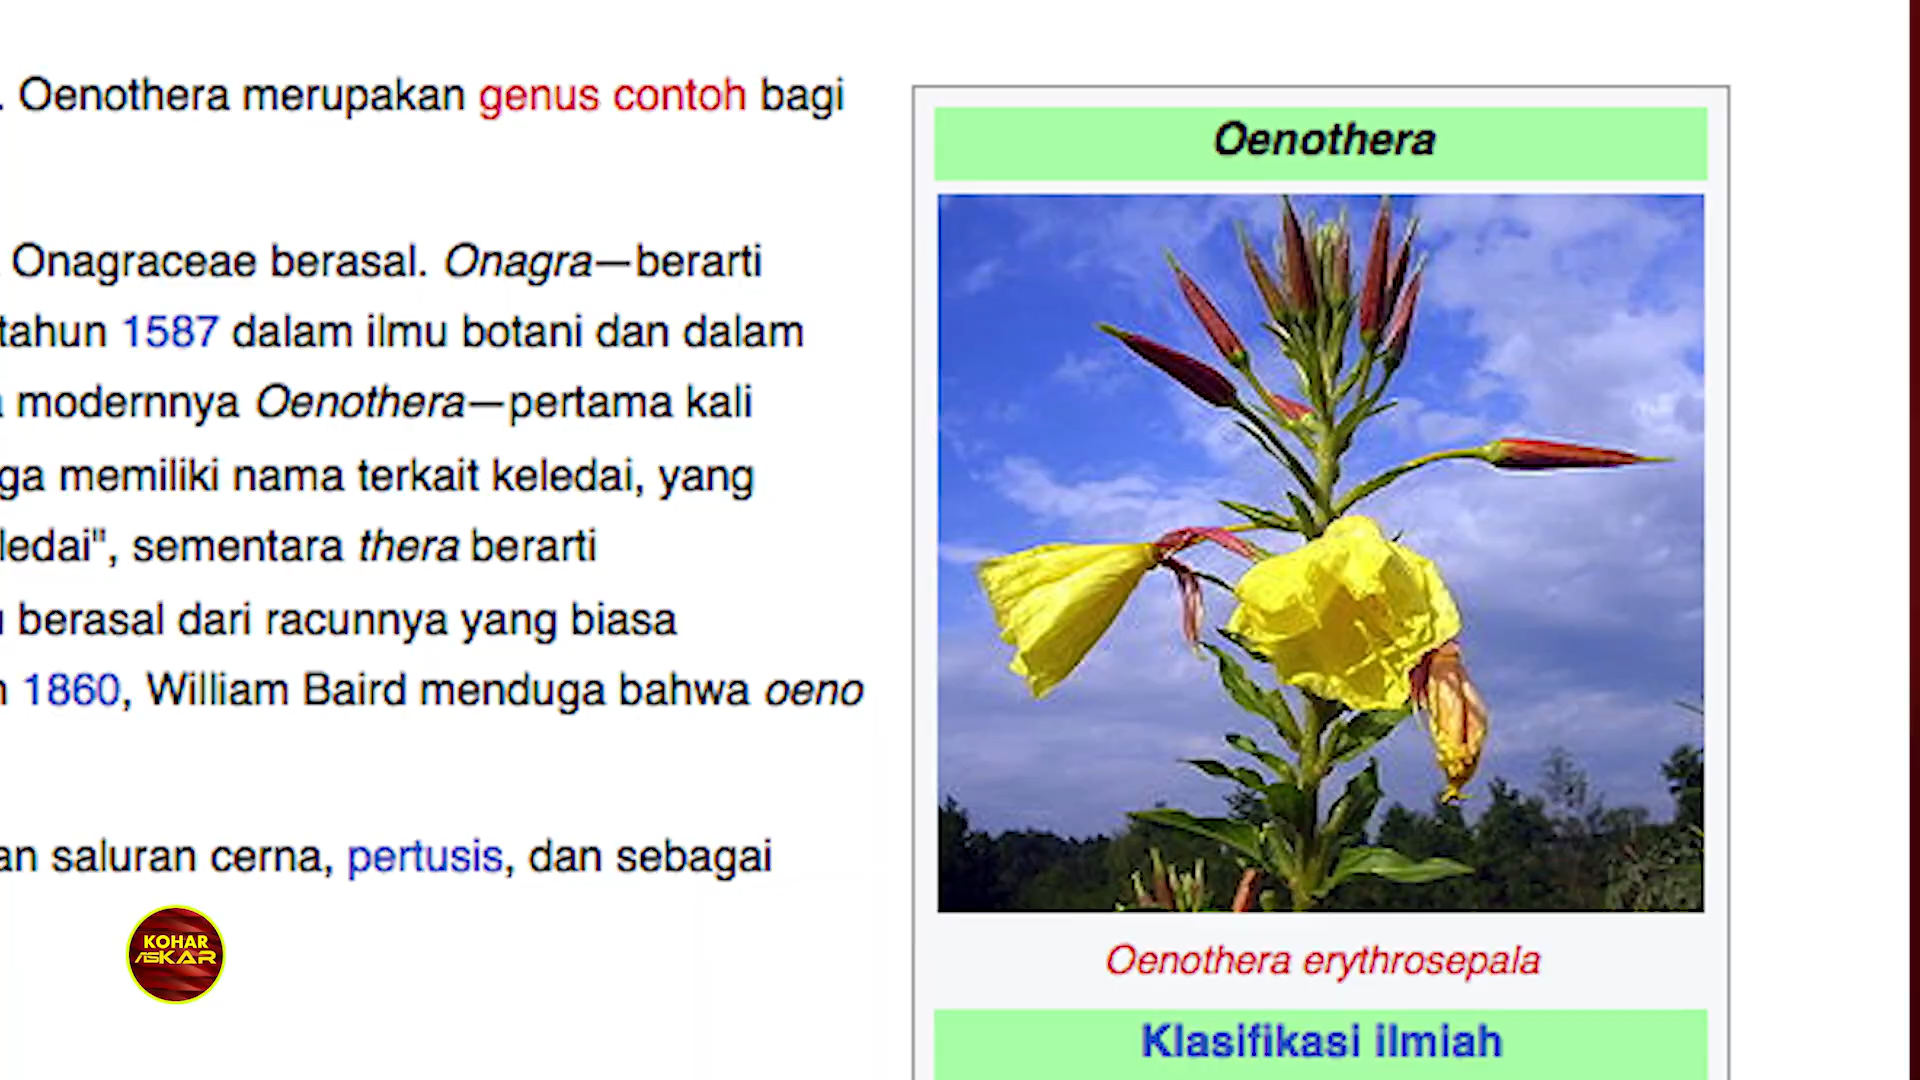 . Oenothera merupakan genus contoh bagi
Onagraceae berasal. Onagra—berarti
tahun 1587 dalam ilmu botani dan dalam
modernnya Oenothera—pertama kali
ga memiliki nama terkait keledai, yang
ledai", sementara thera berarti
berasal dari racunnya yang biasa
1860, William Baird menduga bahwa oeno
an saluran cerna, pertusis, dan sebagai
KOHAR
ASKAR
Oenothera
Oenothera erythrosepala
Klasifikasi ilmiah